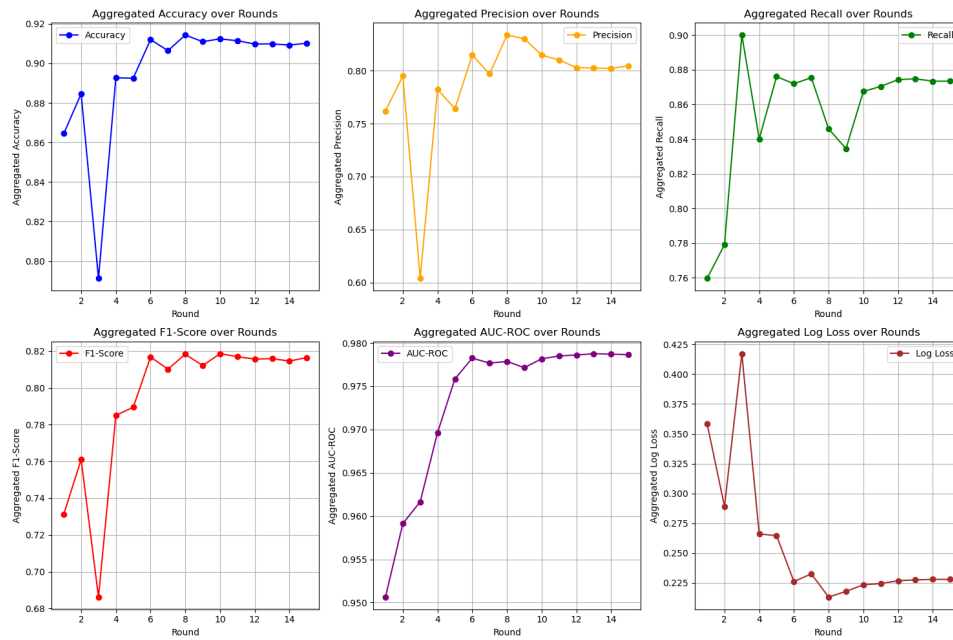 Aggregated Accuracy over Rounds
Aggregated Accuracy
0.92
0.90
0.88
0.86
0.84
0.82
0.80
Accuracy
2 4 6 8 10 12 14
Round
Aggregated Precision over Rounds
Aggregated Precision
0.80
0.75
0.70
0.65
0.60
Precision
2 4 6 8 10 12 14
Round
Aggregated Recall over Rounds
Aggregated Recall
0.90
0.88
0.86
0.84
0.82
0.80
0.78
0.76
Recall
2 4 6 8 10 12 14
Round
Aggregated F1-Score over Rounds
Aggregated F1-Score
0.82
0.80
0.78
0.76
0.74
0.72
0.70
0.68
F1-Score
2 4 6 8 10 12 14
Round
Aggregated AUC-ROC over Rounds
Aggregated AUC-ROC
0.980
0.975
0.970
0.965
0.960
0.955
0.950
AUC-ROC
2 4 6 8 10 12 14
Round
Aggregated Log Loss over Rounds
Aggregated Log Loss
0.425
0.400
0.375
0.350
0.325
0.300
0.275
0.250
0.225
Log Loss
2 4 6 8 10 12 14
Round